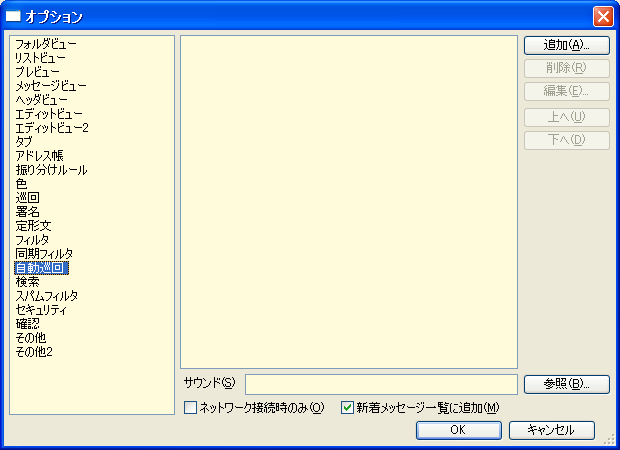 オプション
フォルダビュー
リストビュー
プレビュー
メッセージビュー
ヘッダビュー
エディットビュー
エディットビュー2
タブ
アドレス帳
振り分けルール
色
巡回
署名
定形文
フィルタ
同期フィルタ
自動巡回
検索
スパムフィルタ
セキュリティ
確認
その他
その他2
追加(A)...
削除(R)
編集(E)...
上へ(U)
下へ(D)
サウンド(S)
参照(B)...
ネットワーク接続時のみ(O)
新着メッセージ一覧に追加(M)
OK
キャンセル